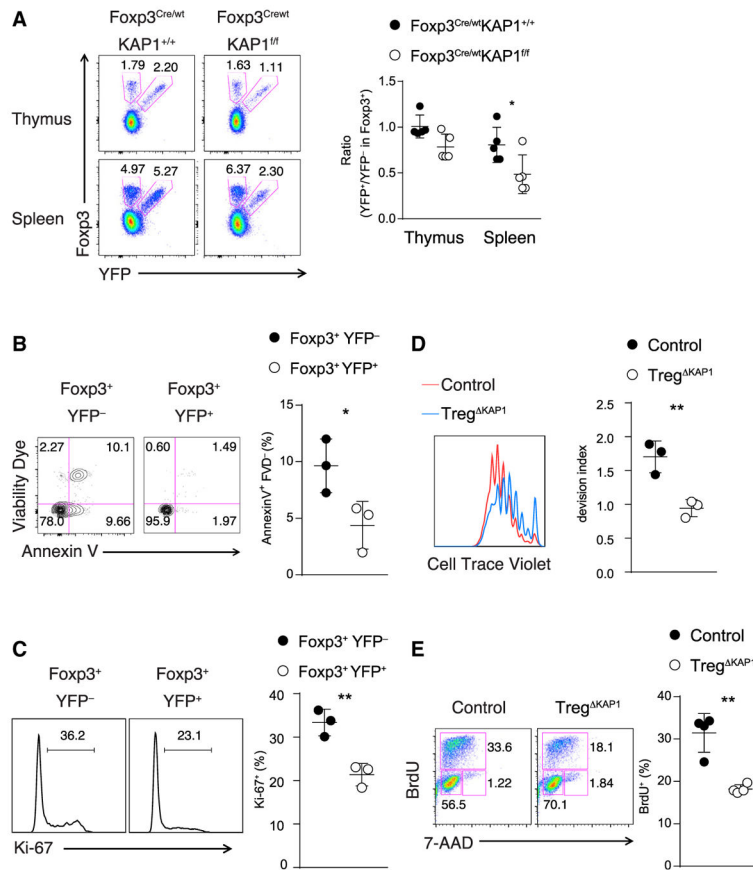 A
Foxp3Cre/wt
KAP1+/+
Foxp3Crewt
KAP1f/f
1.79 2.20
1.63 1.11
Thymus
4.97 5.27
6.37 2.30
Spleen
Foxp3
YFP
Foxp3Cre/wtKAP1+/+
Foxp3Cre/wtKAP1f/f
Ratio
(YFP+/YFP− in Foxp3+)
1.5
1.0
0.5
0.0
*
Thymus Spleen
B
Foxp3+
YFP−
Foxp3+
YFP+
2.27 10.1
0.60 1.49
78.0 9.66
95.9 1.97
Viability Dye
Annexin V
Foxp3+ YFP−
Foxp3+ YFP+
AnnexinV+ FVD− (%)
15
10
5
0
*
D
Control
TregΔKAP1
Cell Trace Violet
Control
TregΔKAP1
devision index
2.5
2.0
1.5
1.0
0.5
0.0
**
C
Foxp3+
YFP−
Foxp3+
YFP+
36.2
23.1
Ki-67
Foxp3+ YFP−
Foxp3+ YFP+
Ki-67+ (%)
40
30
20
10
0
**
E
Control
TregΔKAP1
33.6
1.22
56.5
18.1
1.84
70.1
BrdU
7-AAD
Control
TregΔKAP1
BrdU+ (%)
40
30
20
10
0
**